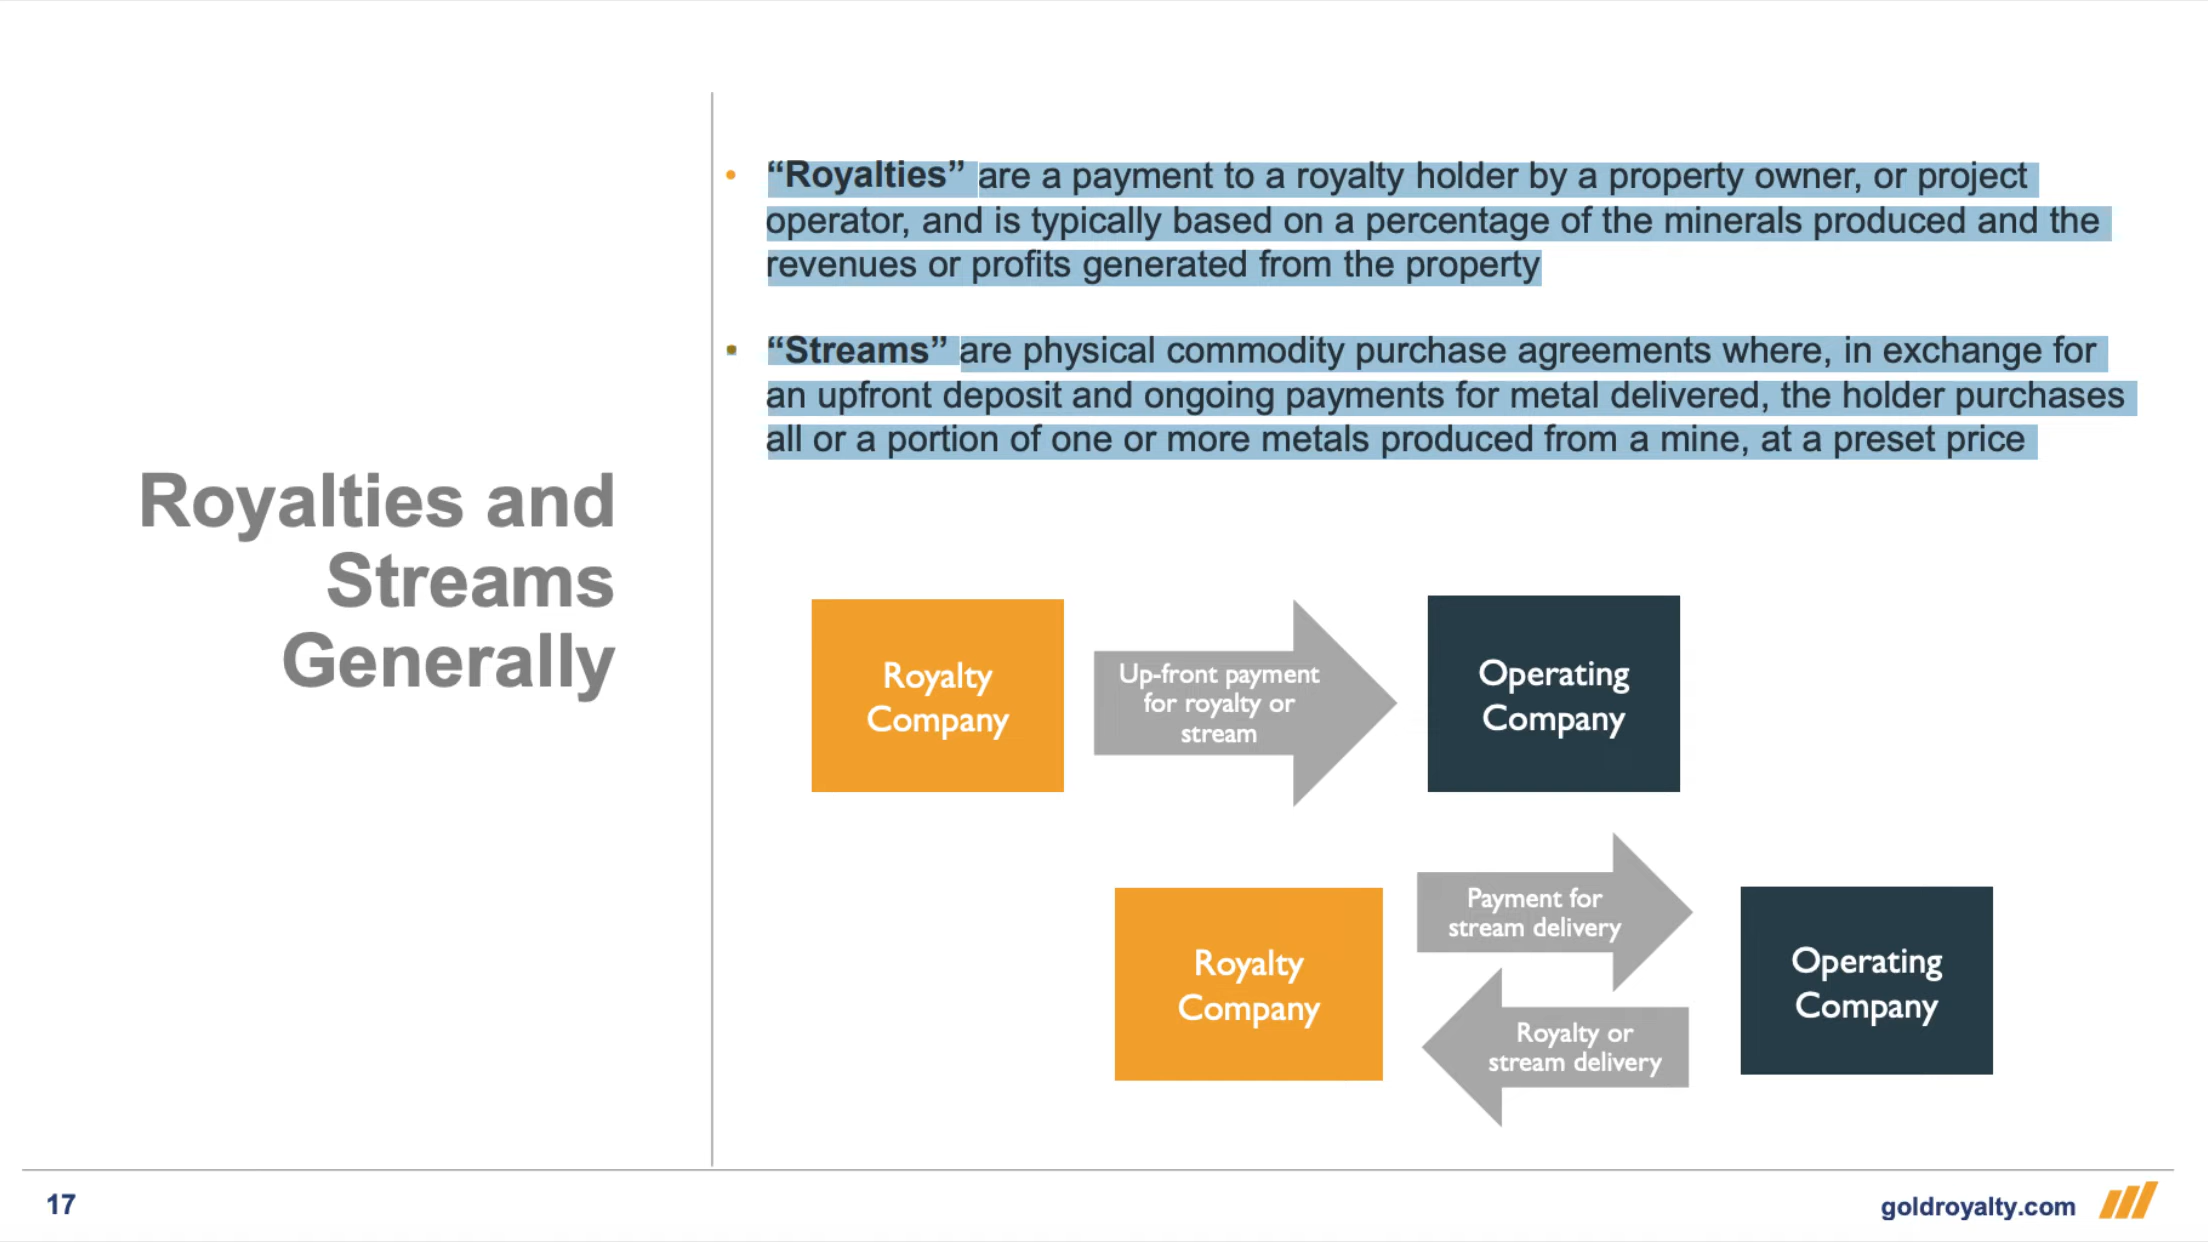 Royalties and
Streams
Generally
• “Royalties” are a payment to a royalty holder by a property owner, or project
operator, and is typically based on a percentage of the minerals produced and the
revenues or profits generated from the property
• “Streams” are physical commodity purchase agreements where, in exchange for
an upfront deposit and ongoing payments for metal delivered, the holder purchases
all or a portion of one or more metals produced from a mine, at a preset price
Royalty
Company
Up-front payment
for royalty or
stream
Operating
Company
Royalty
Company
Payment for
stream delivery
Royalty or
stream delivery
Operating
Company
17
goldroyalty.com